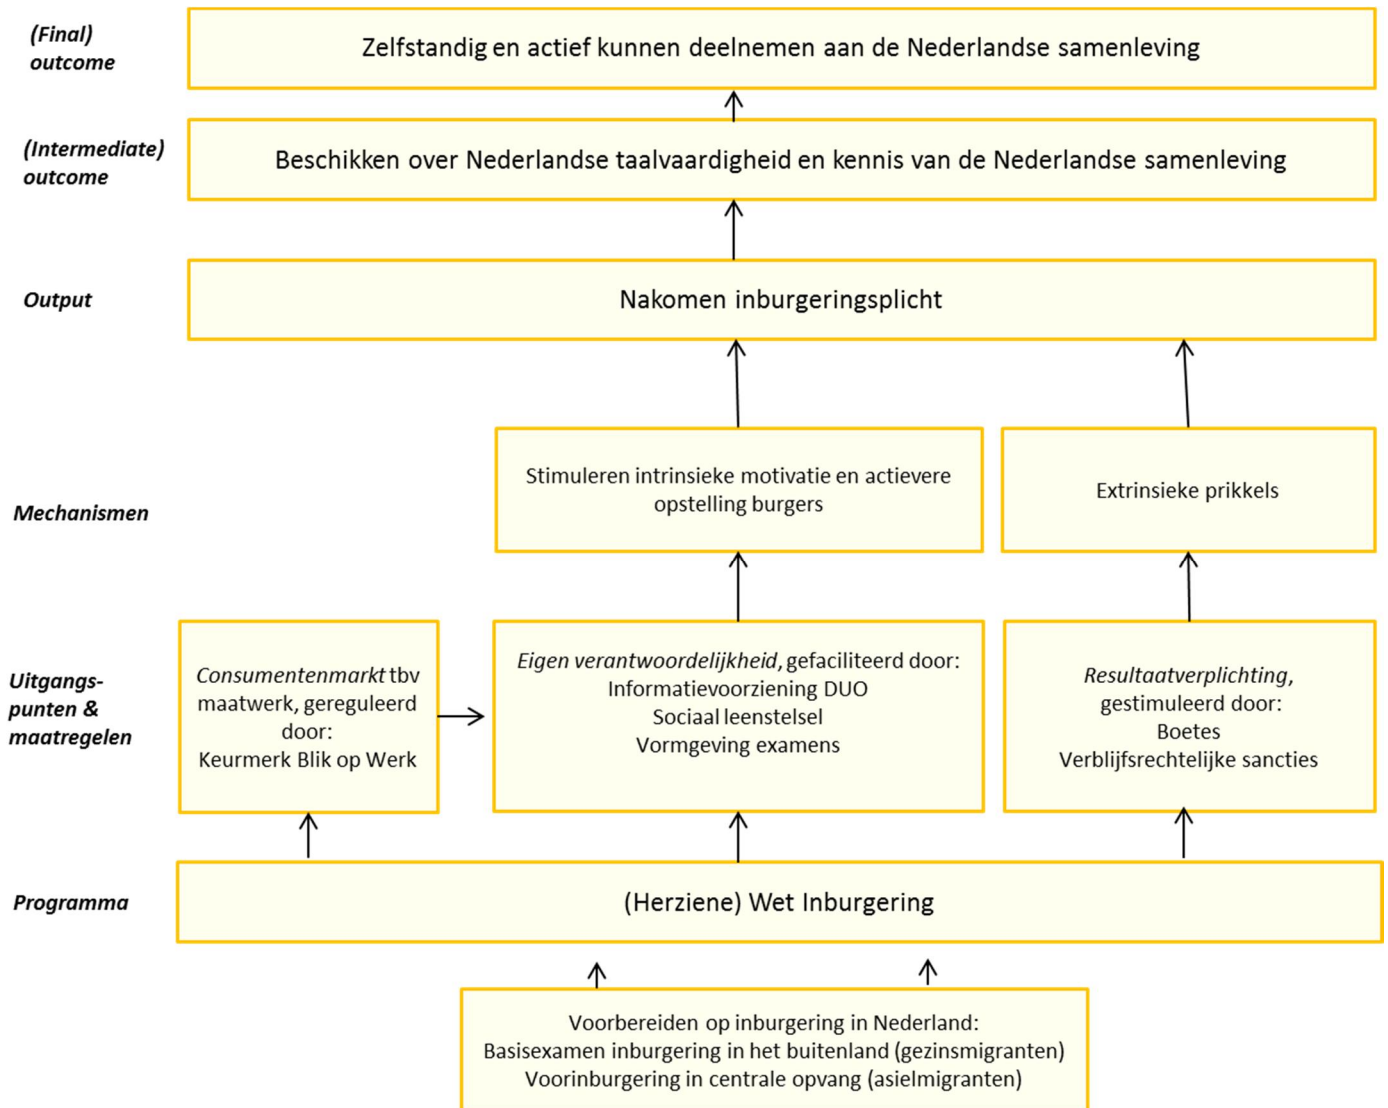 (Final)
outcome
Zelfstandig en actief kunnen deelnemen aan de Nederlandse samenleving
(Intermediate)
outcome
Beschikken over Nederlandse taalvaardigheid en kennis van de Nederlandse samenleving
Output
Nakomen inburgeringsplicht
Mechanismen
Stimuleren intrinsieke motivatie en actievere
opstelling burgers
Extrinsieke prikkels
Uitgangs-
punten &
maatregelen
Consumentenmarkt tbv
maatwerk, gereguleerd
door:
Keurmerk Blik op Werk
Eigen verantwoordelijkheid, gefaciliteerd door:
Informatievoorziening DUO
Sociaal leenstelsel
Vormgeving examens
Resultaatverplichting,
gestimuleerd door:
Boetes
Verblijfsrechtelijke sancties
Programma
(Herziene) Wet Inburgering
Voorbereiden op inburgering in Nederland:
Basisexamen inburgering in het buitenland (gezinsmigranten)
Voorinburgering in centrale opvang (asielmigranten)